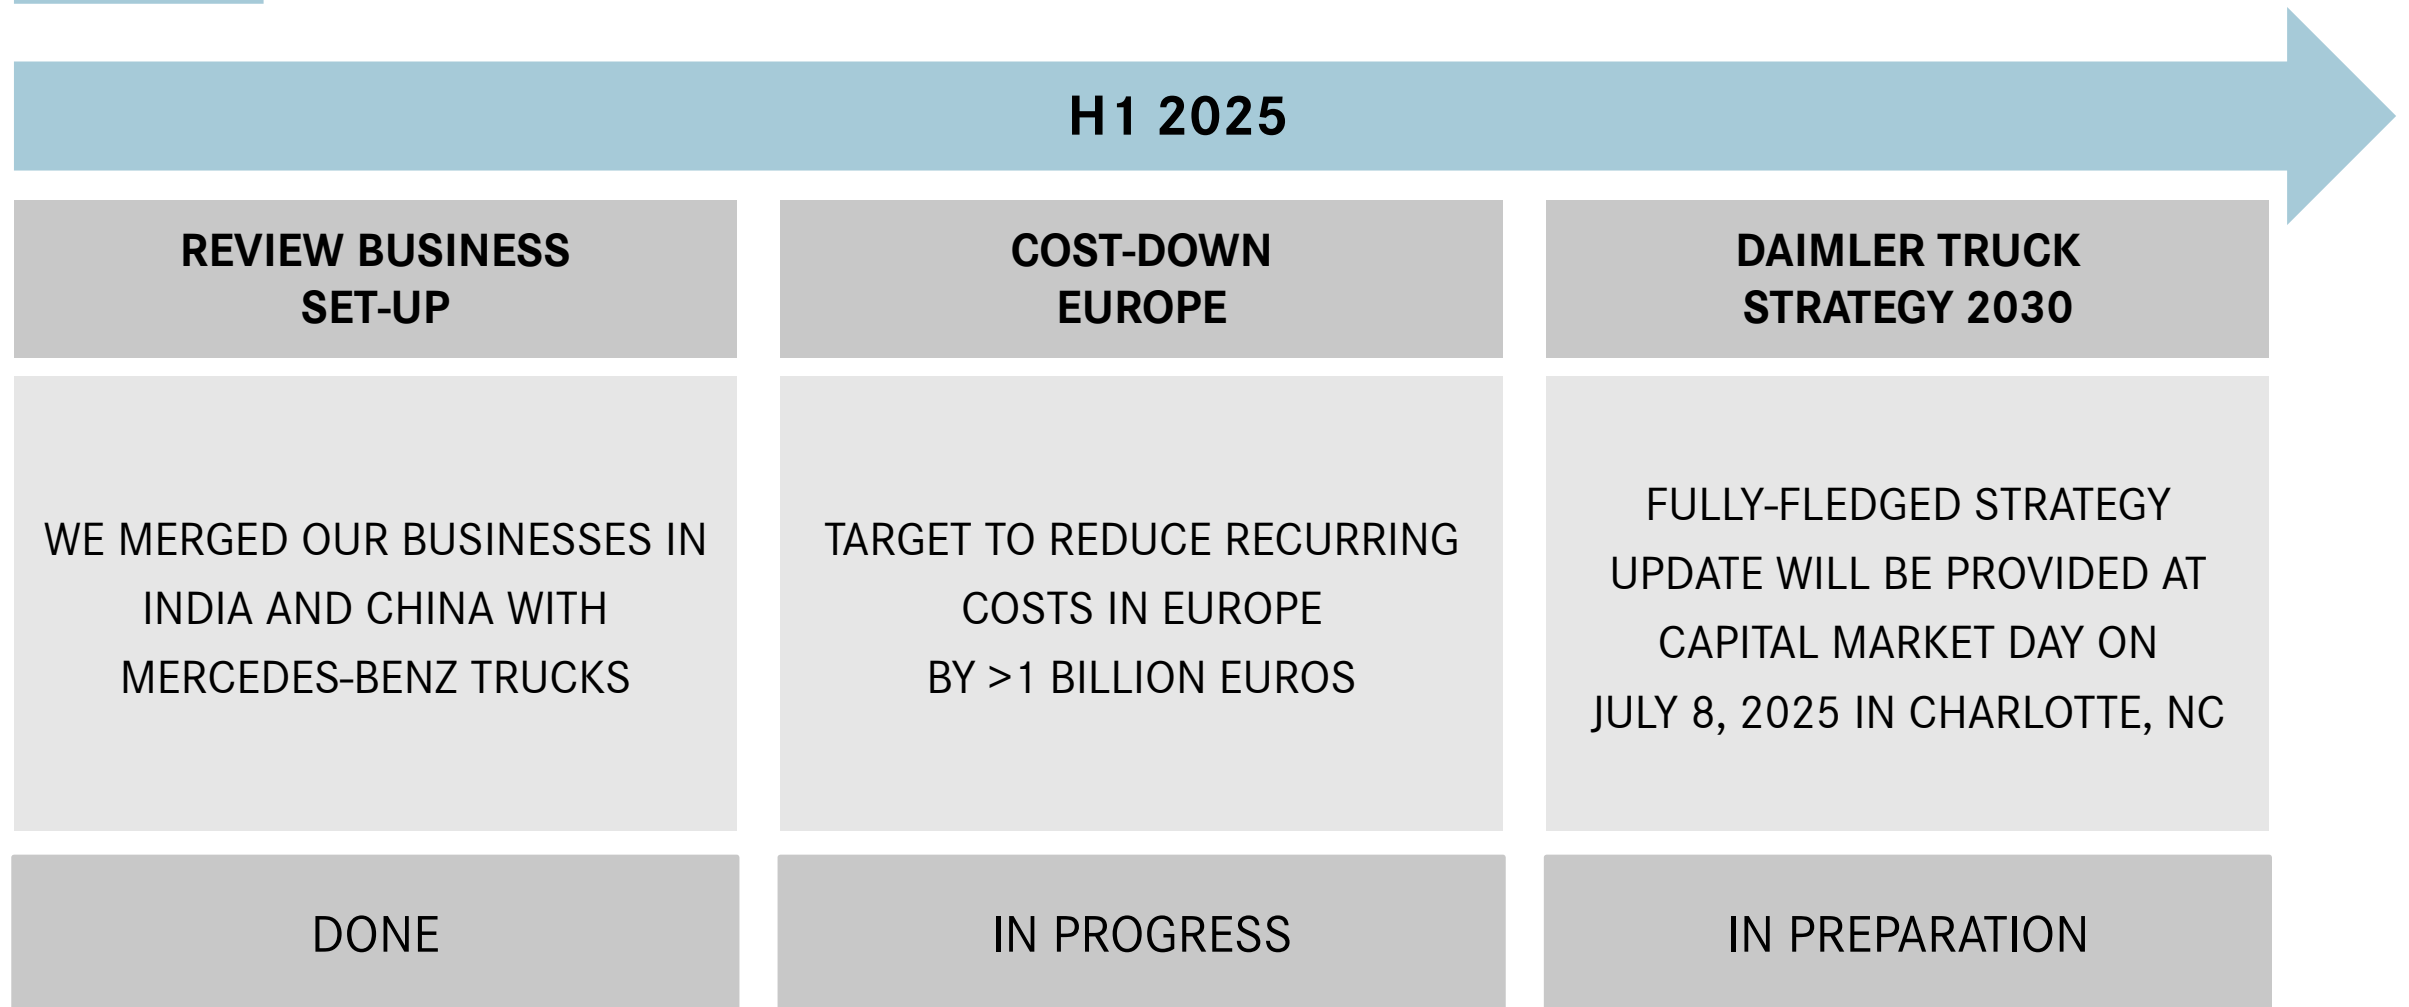 H1 2025
REVIEW BUSINESS
SET-UP
WE MERGED OUR BUSINESSES IN
INDIA AND CHINA WITH
MERCEDES-BENZ TRUCKS
DONE
COST-DOWN
EUROPE
TARGET TO REDUCE RECURRING
COSTS IN EUROPE
BY >1 BILLION EUROS
IN PROGRESS
DAIMLER TRUCK
STRATEGY 2030
FULLY-FLEDGED STRATEGY
UPDATE WILL BE PROVIDED AT
CAPITAL MARKET DAY ON
JULY 8, 2025 IN CHARLOTTE, NC
IN PREPARATION